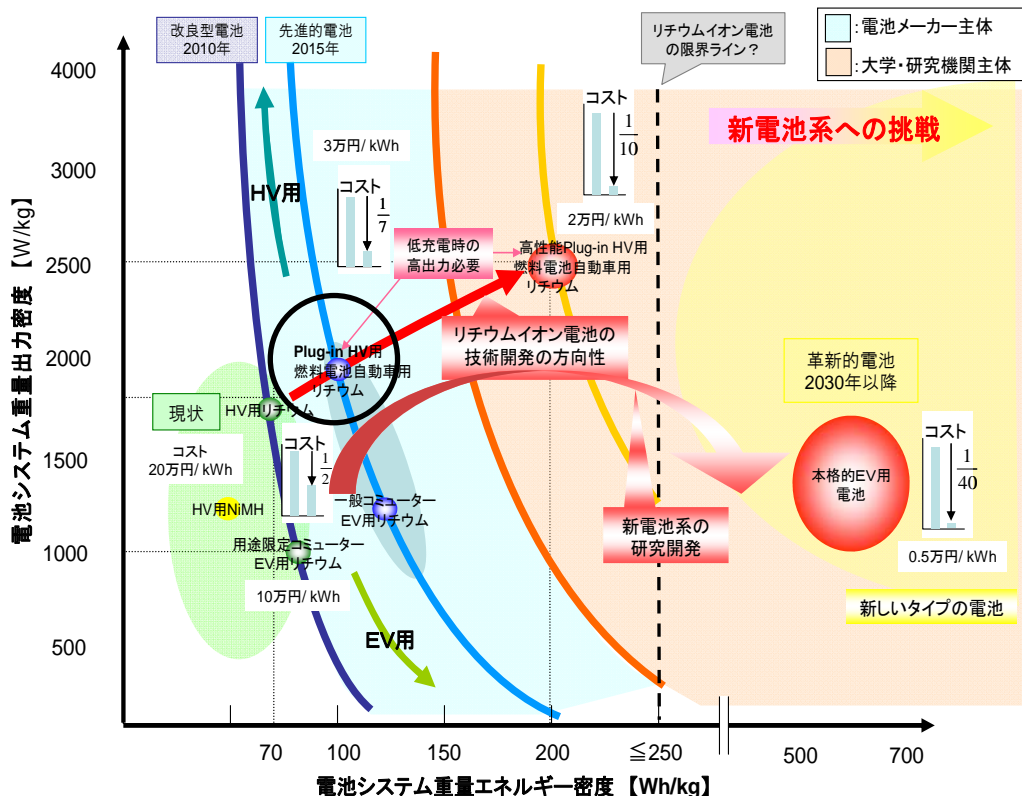 改良型電池
2010年
先進的電池
2015年
リチウムイオン電池
の限界ライン？
:電池メーカー主体
:大学・研究機関主体
電池システム重量出力密度 【W/kg】
4000
3000
2500
2000
1500
1000
500
新電池系への挑戦
コスト
1
10
2万円/ kWh
3万円/ kWh
コスト
1
7
HV用
低充電時の
高出力必要
高性能Plug-in HV用
燃料電池自動車用
リチウム
リチウムイオン電池の
技術開発の方向性
Plug-in HV用
燃料電池自動車用
リチウム
革新的電池
2030年以降
現状
HV用リチウム
コスト
20万円/ kWh
コスト
1
2
HV用NiMH
一般コミューター
EV用リチウム
本格的EV用
電池
コスト
1
40
0.5万円/ kWh
用途限定コミューター
EV用リチウム
10万円/ kWh
新電池系の
研究開発
新しいタイプの電池
EV用
70
100
150
200
≦250
500
700
電池システム重量エネルギー密度 【Wh/kg】